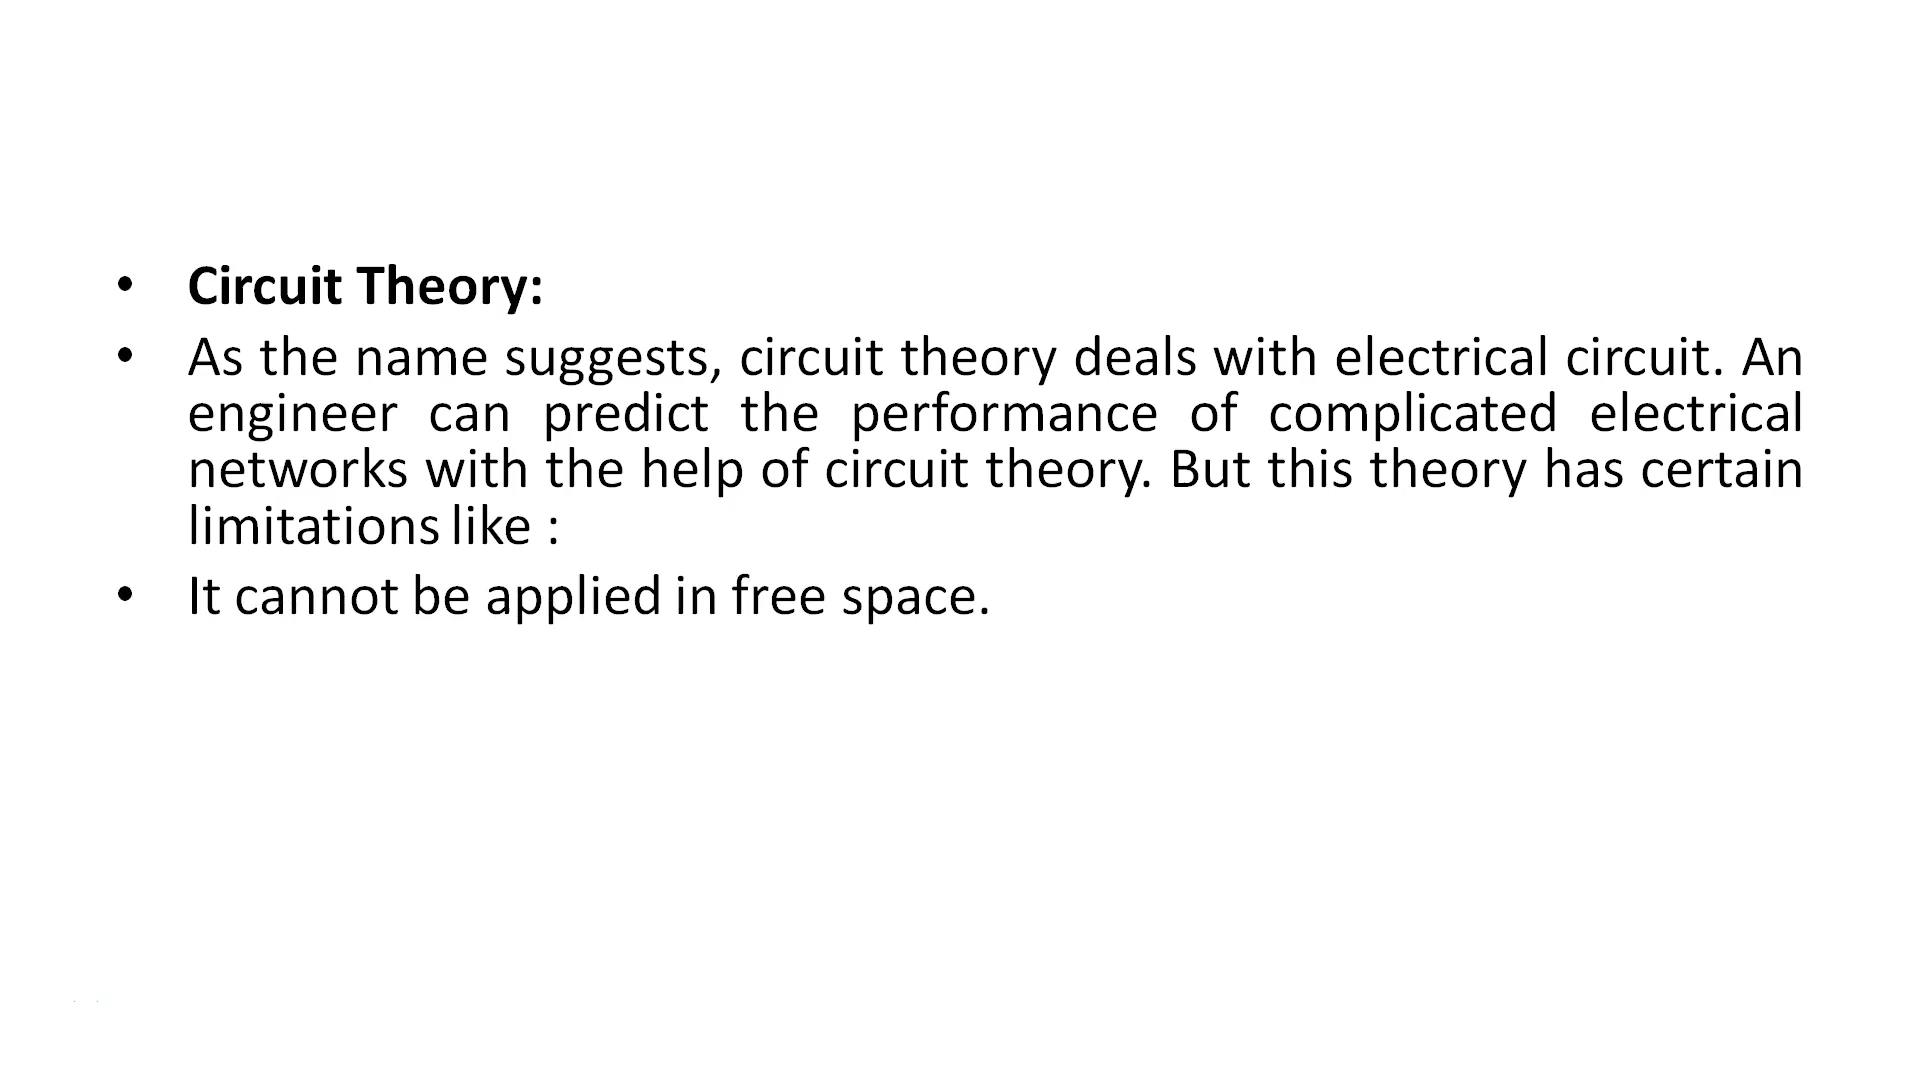 • Circuit Theory:
• As the name suggests, circuit theory deals with electrical circuit. An
engineer can predict the performance of complicated electrical
networks with the help of circuit theory. But this theory has certain
limitations like :
• It cannot be applied in free space.